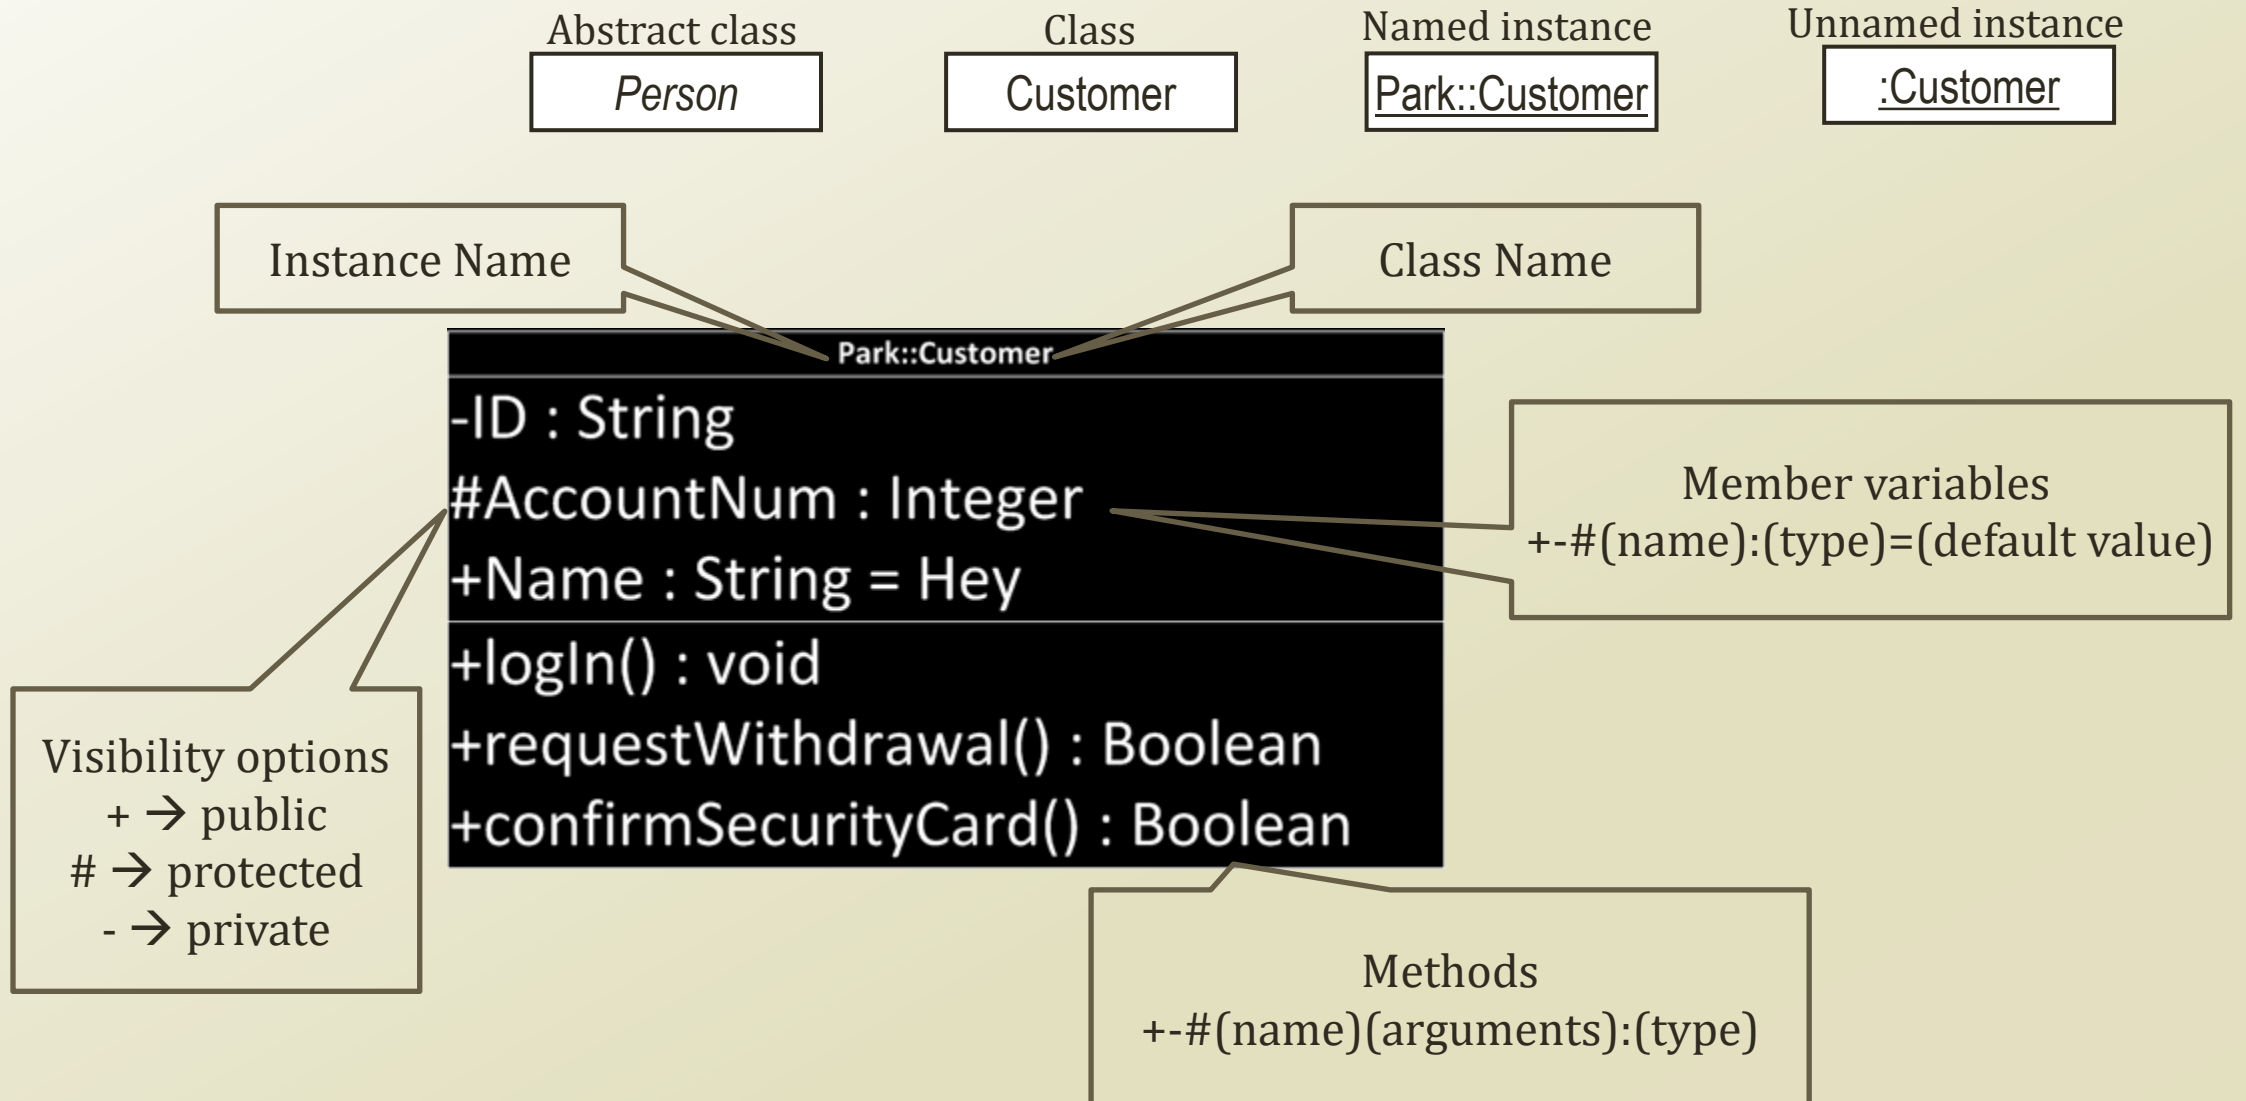 Abstract class
Class
Named instance
Unnamed instance
Person
Customer
Park::Customer
:Customer
Instance Name
Class Name
Park::Customer
-ID : String
#AccountNum : Integer
+Name : String = Hey
+logIn() : void
+requestWithdrawal() : Boolean
+confirmSecurityCard() : Boolean
Member variables
+-#(name):(type)=(default value)
Visibility options
+ → public
# → protected
- → private
Methods
+-#(name)(arguments):(type)